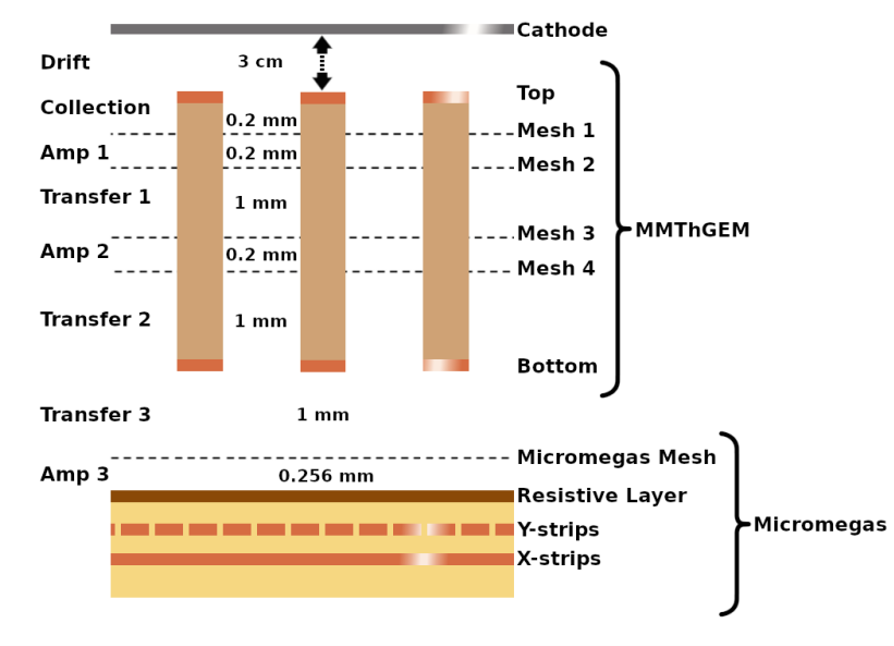 Cathode
Drift
3 cm
Collection
Top
0.2 mm
Mesh 1
Amp 1
0.2 mm
Mesh 2
Transfer 1
1 mm
Mesh 3
MMThGEM
Amp 2
0.2 mm
Mesh 4
Transfer 2
1 mm
Bottom
Transfer 3
1 mm
Micromegas Mesh
Amp 3
0.256 mm
Resistive Layer
Y-strips
Micromegas
X-strips